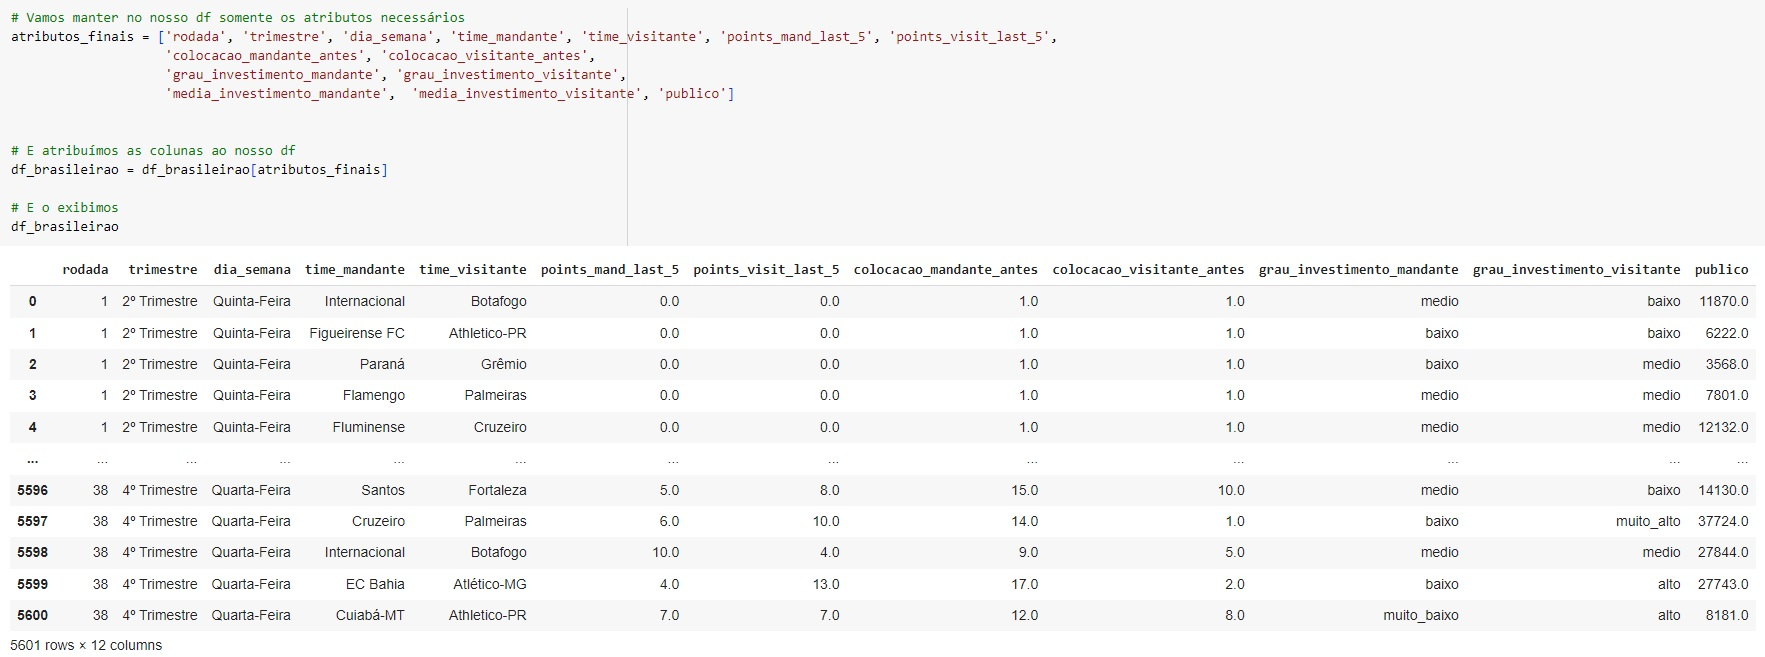 # Vamos manter no nosso df somente os atributos necessários
atributos_finais = ['rodada', 'trimestre', 'dia_semana', 'time_mandante', 'time_visitante', 'points_mand_last_5', 'points_visit_last_5',
'colocacao_mandante_antes', 'colocacao_visitante_antes',
'grau_investimento_mandante', 'grau_investimento_visitante',
'media_investimento_mandante',  'media_investimento_visitante', 'publico']
# E atribuímos as colunas ao nosso df
df_brasileirao = df_brasileirao[atributos_finais]
# E o exibimos
df_brasileirao
rodada trimestre dia_semana time_mandante time_visitante points_mand_last_5 points_visit_last_5 colocacao_mandante_antes colocacao_visitante_antes grau_investimento_mandante grau_investimento_visitante publico
0 1 2º Trimestre Quinta-Feira Internacional Botafogo 0.0 0.0 1.0 1.0 medio baixo 11870.0
1 1 2º Trimestre Quinta-Feira Figueirense FC Athletico-PR 0.0 0.0 1.0 1.0 baixo baixo 6222.0
2 1 2º Trimestre Quinta-Feira Paraná Grêmio 0.0 0.0 1.0 1.0 baixo medio 3568.0
3 1 2º Trimestre Quinta-Feira Flamengo Palmeiras 0.0 0.0 1.0 1.0 medio medio 7801.0
4 1 2º Trimestre Quinta-Feira Fluminense Cruzeiro 0.0 0.0 1.0 1.0 medio medio 12132.0
... ... ... ... ... ... ... ... ... ... ... ... ...
5596 38 4º Trimestre Quarta-Feira Santos Fortaleza 5.0 8.0 15.0 10.0 medio baixo 14130.0
5597 38 4º Trimestre Quarta-Feira Cruzeiro Palmeiras 6.0 10.0 14.0 1.0 baixo muito_alto 37724.0
5598 38 4º Trimestre Quarta-Feira Internacional Botafogo 10.0 4.0 9.0 5.0 medio medio 27844.0
5599 38 4º Trimestre Quarta-Feira EC Bahia Atlético-MG 4.0 13.0 17.0 2.0 baixo alto 27743.0
5600 38 4º Trimestre Quarta-Feira Cuiabá-MT Athletico-PR 7.0 7.0 12.0 8.0 muito_baixo alto 8181.0
5601 rows × 12 columns